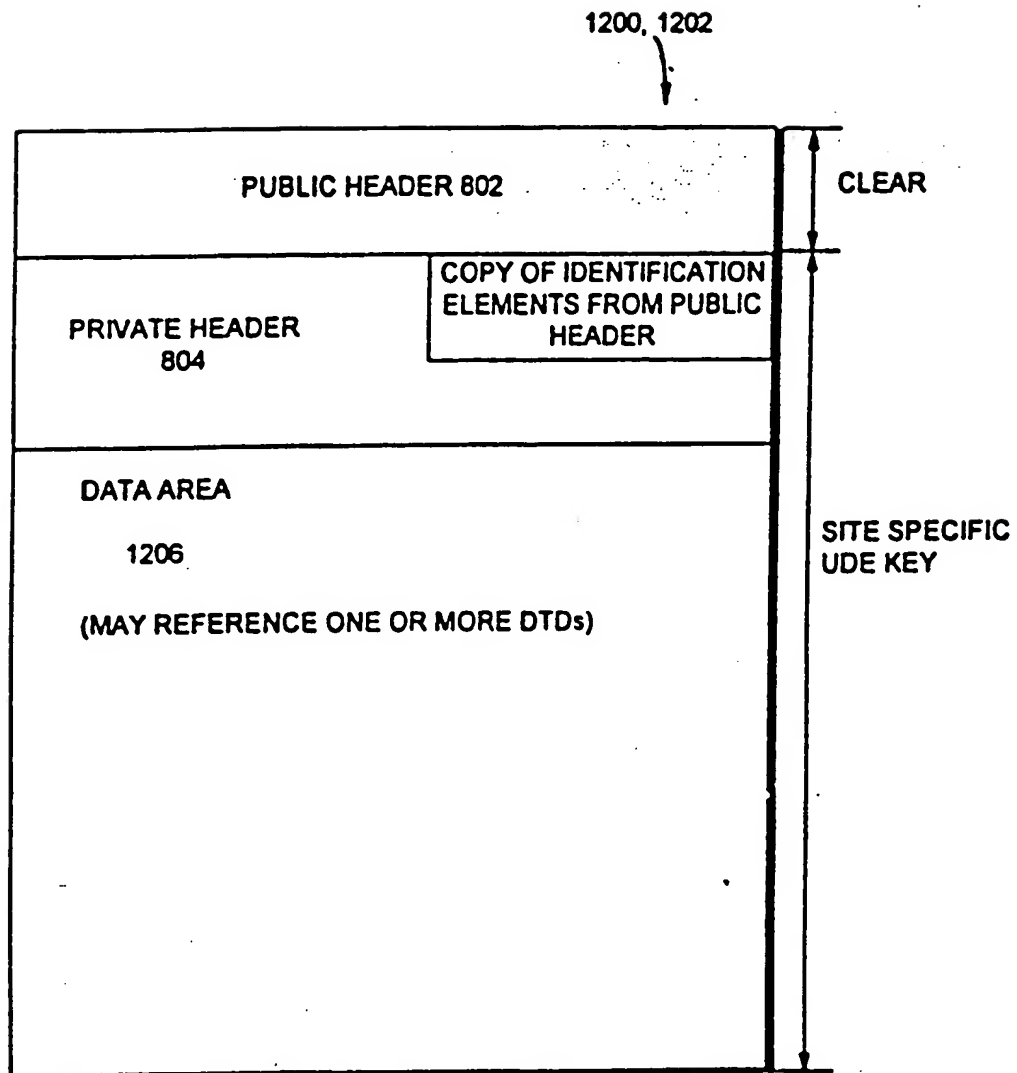 1200, 1202
PUBLIC HEADER 802
CLEAR
COPY OF IDENTIFICATION
ELEMENTS FROM PUBLIC
HEADER
PRIVATE HEADER
804
DATA AREA
1206
(MAY REFERENCE ONE OR MORE DTDs)
SITE SPECIFIC
UDE KEY